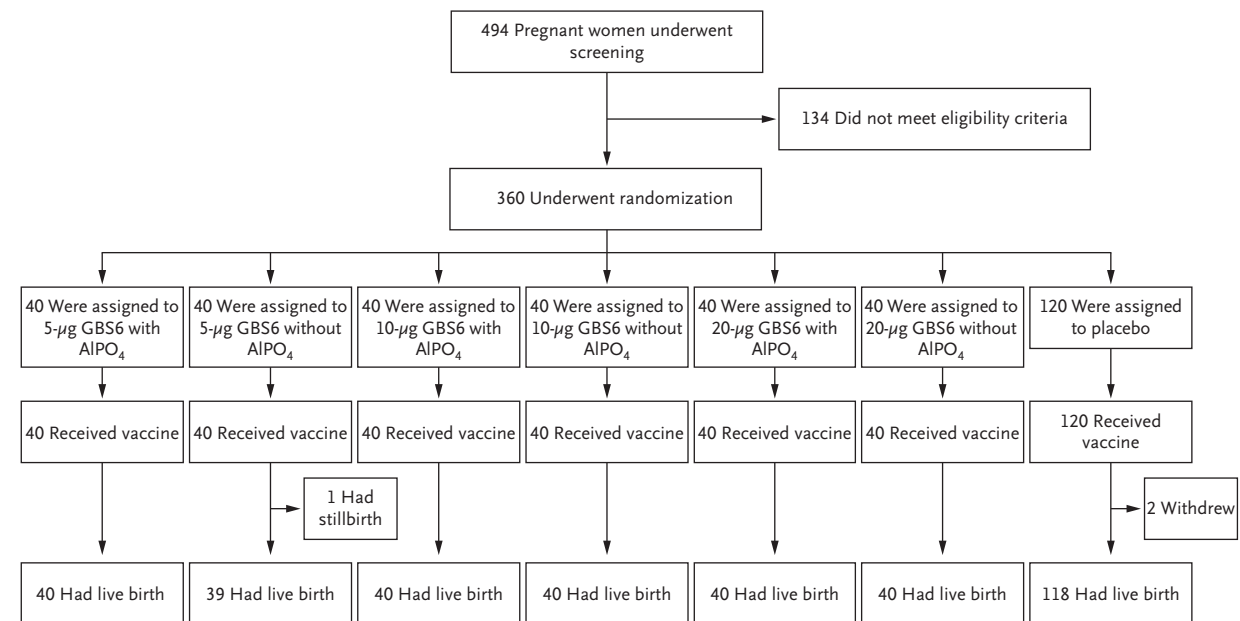 494 Pregnant women underwent
screening
134 Did not meet eligibility criteria
360 Underwent randomization
40 Were assigned to
5-µg GBS6 with
AlPO4
40 Were assigned to
5-µg GBS6 without
AlPO4
40 Were assigned to
10-µg GBS6 with
AlPO4
40 Were assigned to
10-µg GBS6 without
AlPO4
40 Were assigned to
20-µg GBS6 with
AlPO4
40 Were assigned to
20-µg GBS6 without
AlPO4
120 Were assigned
to placebo
40 Received vaccine
40 Received vaccine
40 Received vaccine
40 Received vaccine
40 Received vaccine
40 Received vaccine
120 Received
vaccine
1 Had
stillbirth
2 Withdrew
40 Had live birth
39 Had live birth
40 Had live birth
40 Had live birth
40 Had live birth
40 Had live birth
118 Had live birth